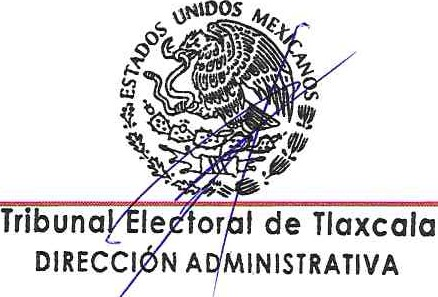 ESTADOS UNIDOS MEXICANOS
Tribunal Electoral de Tlaxcala
DIRECCIÓN ADMINISTRATIVA